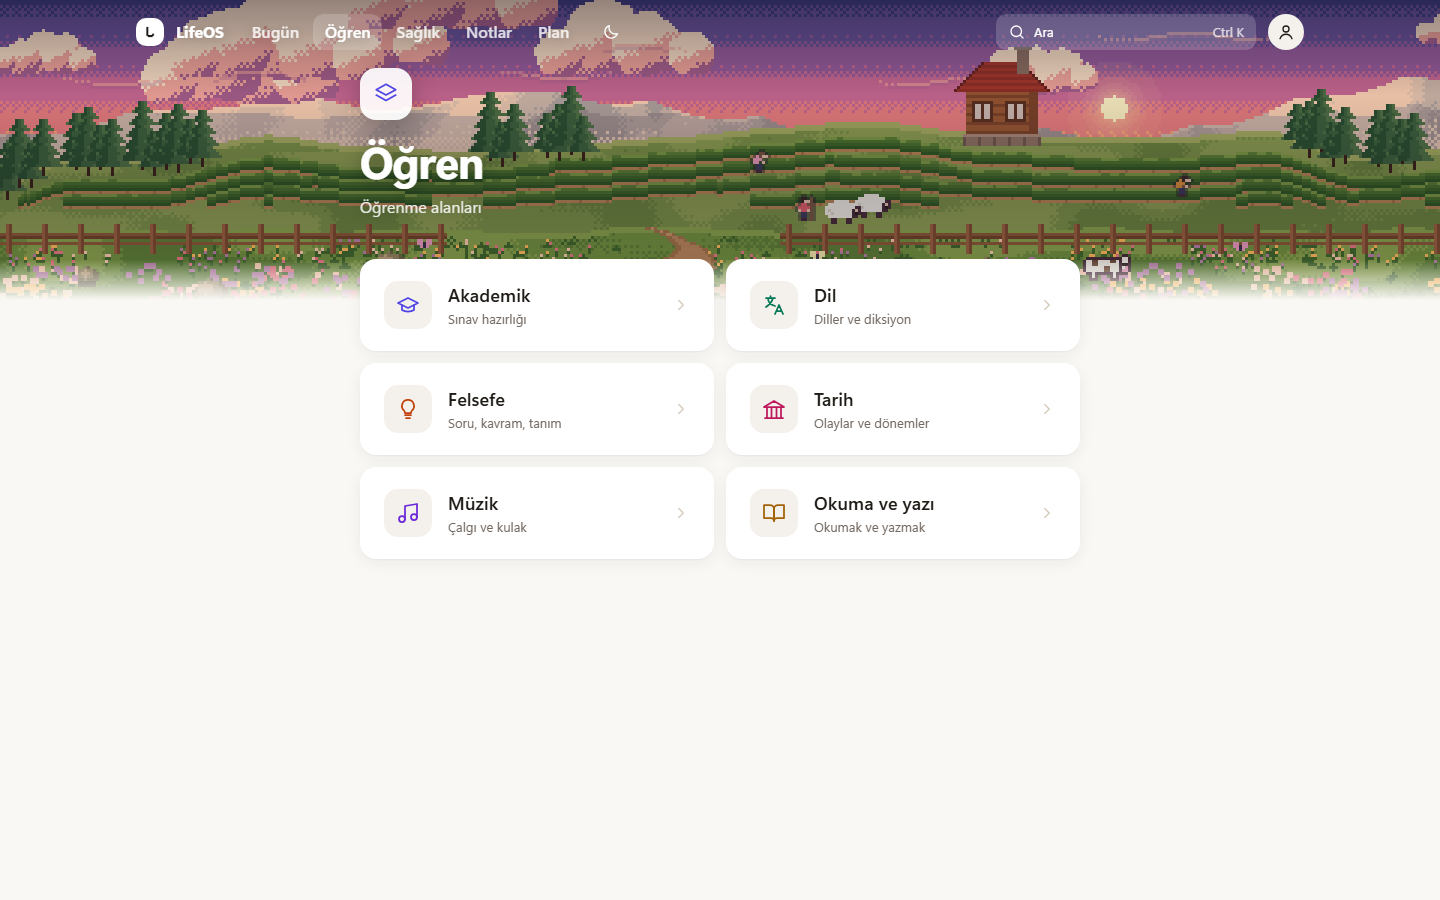 LifeOS Bugün Öğren Sağlık Notlar Plan Ara Ctrl K
Öğren
Öğrenme alanları
Akademik
Sınav hazırlığı
Dil
Diller ve diksiyon
Felsefe
Soru, kavram, tanım
Tarih
Olaylar ve dönemler
Müzik
Çalgı ve kulak
Okuma ve yazı
Okumak ve yazmak